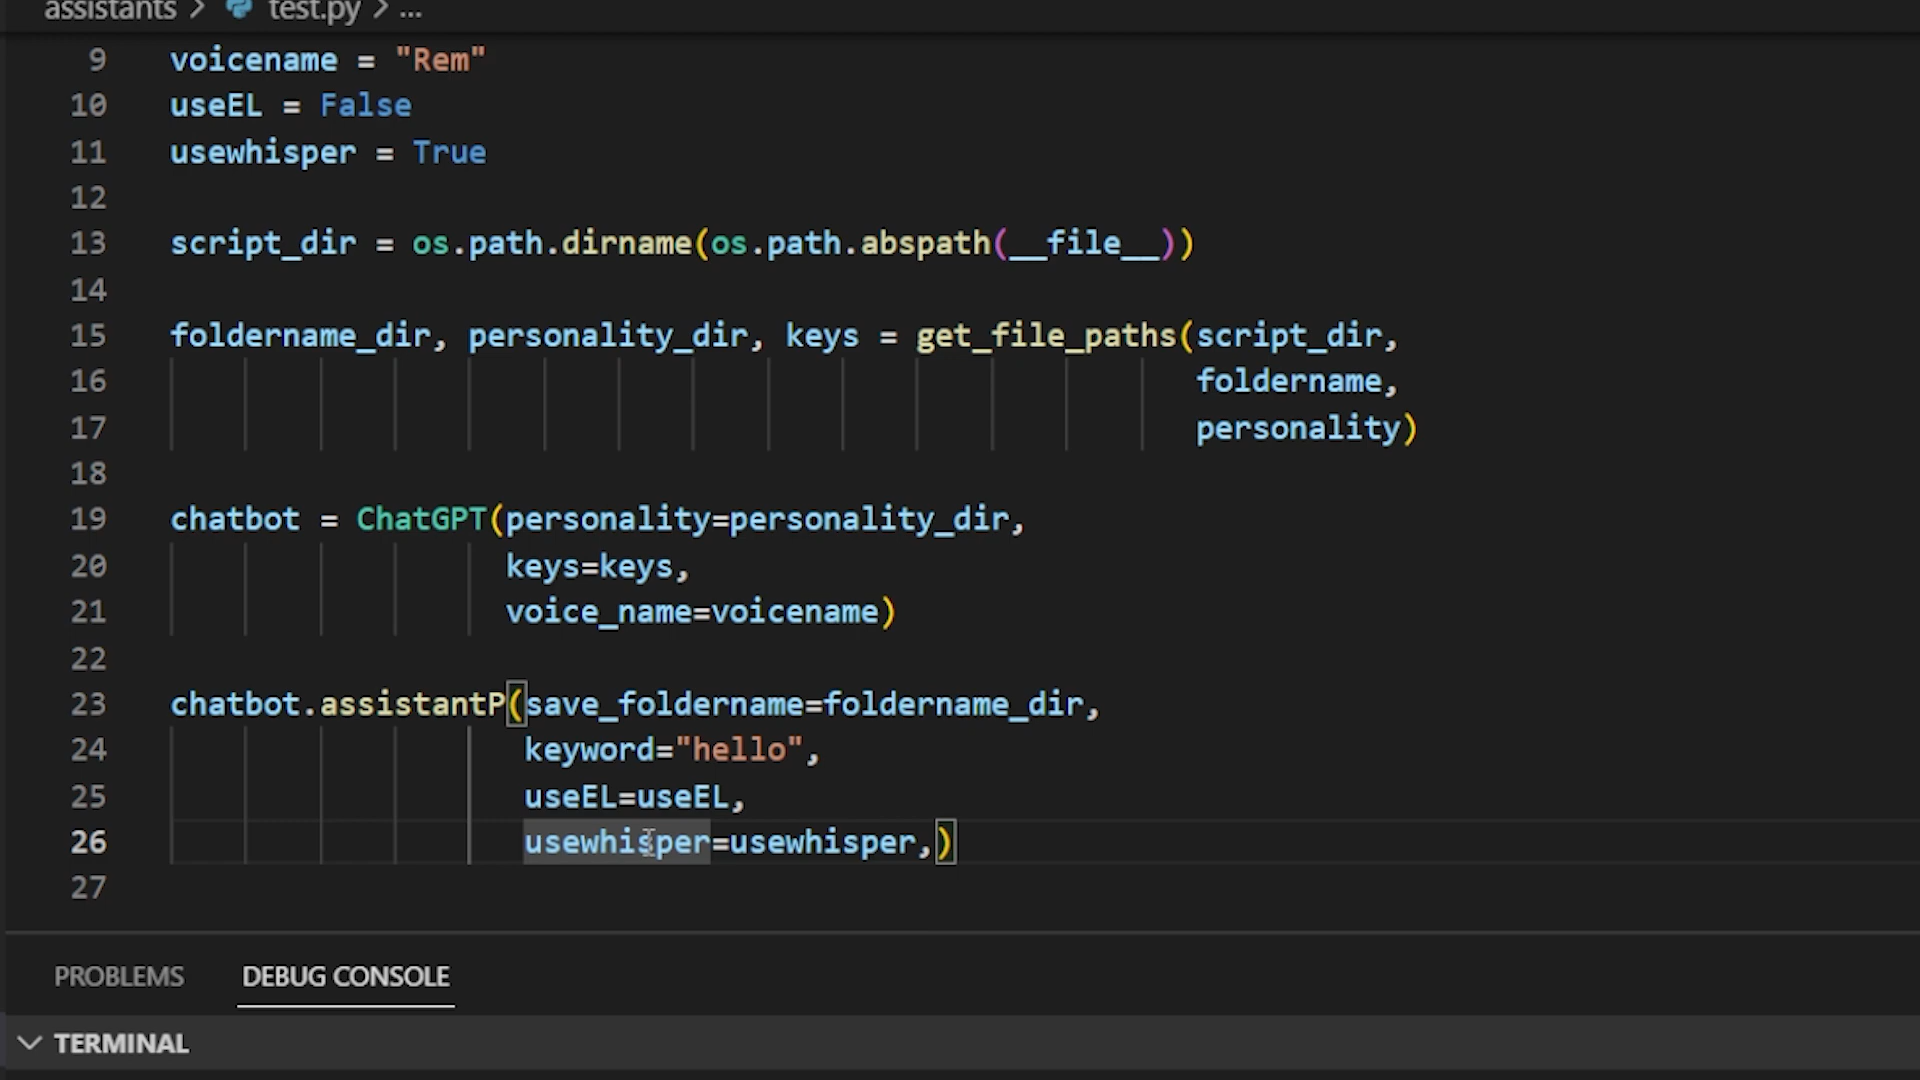 assistants > test.py > ...
9 voicename = "Rem"
10 useEL = False
11 usewhisper = True
12
13 script_dir = os.path.dirname(os.path.abspath(__file__))
14
15 foldername_dir, personality_dir, keys = get_file_paths(script_dir,
16 foldername,
17 personality)
18
19 chatbot = ChatGPT(personality=personality_dir,
20 keys=keys,
21 voice_name=voicename)
22
23 chatbot.assistantP(save_foldername=foldername_dir,
24 keyword="hello",
25 useEL=useEL,
26 usewhisper=usewhisper,)
27
PROBLEMS DEBUG CONSOLE
TERMINAL